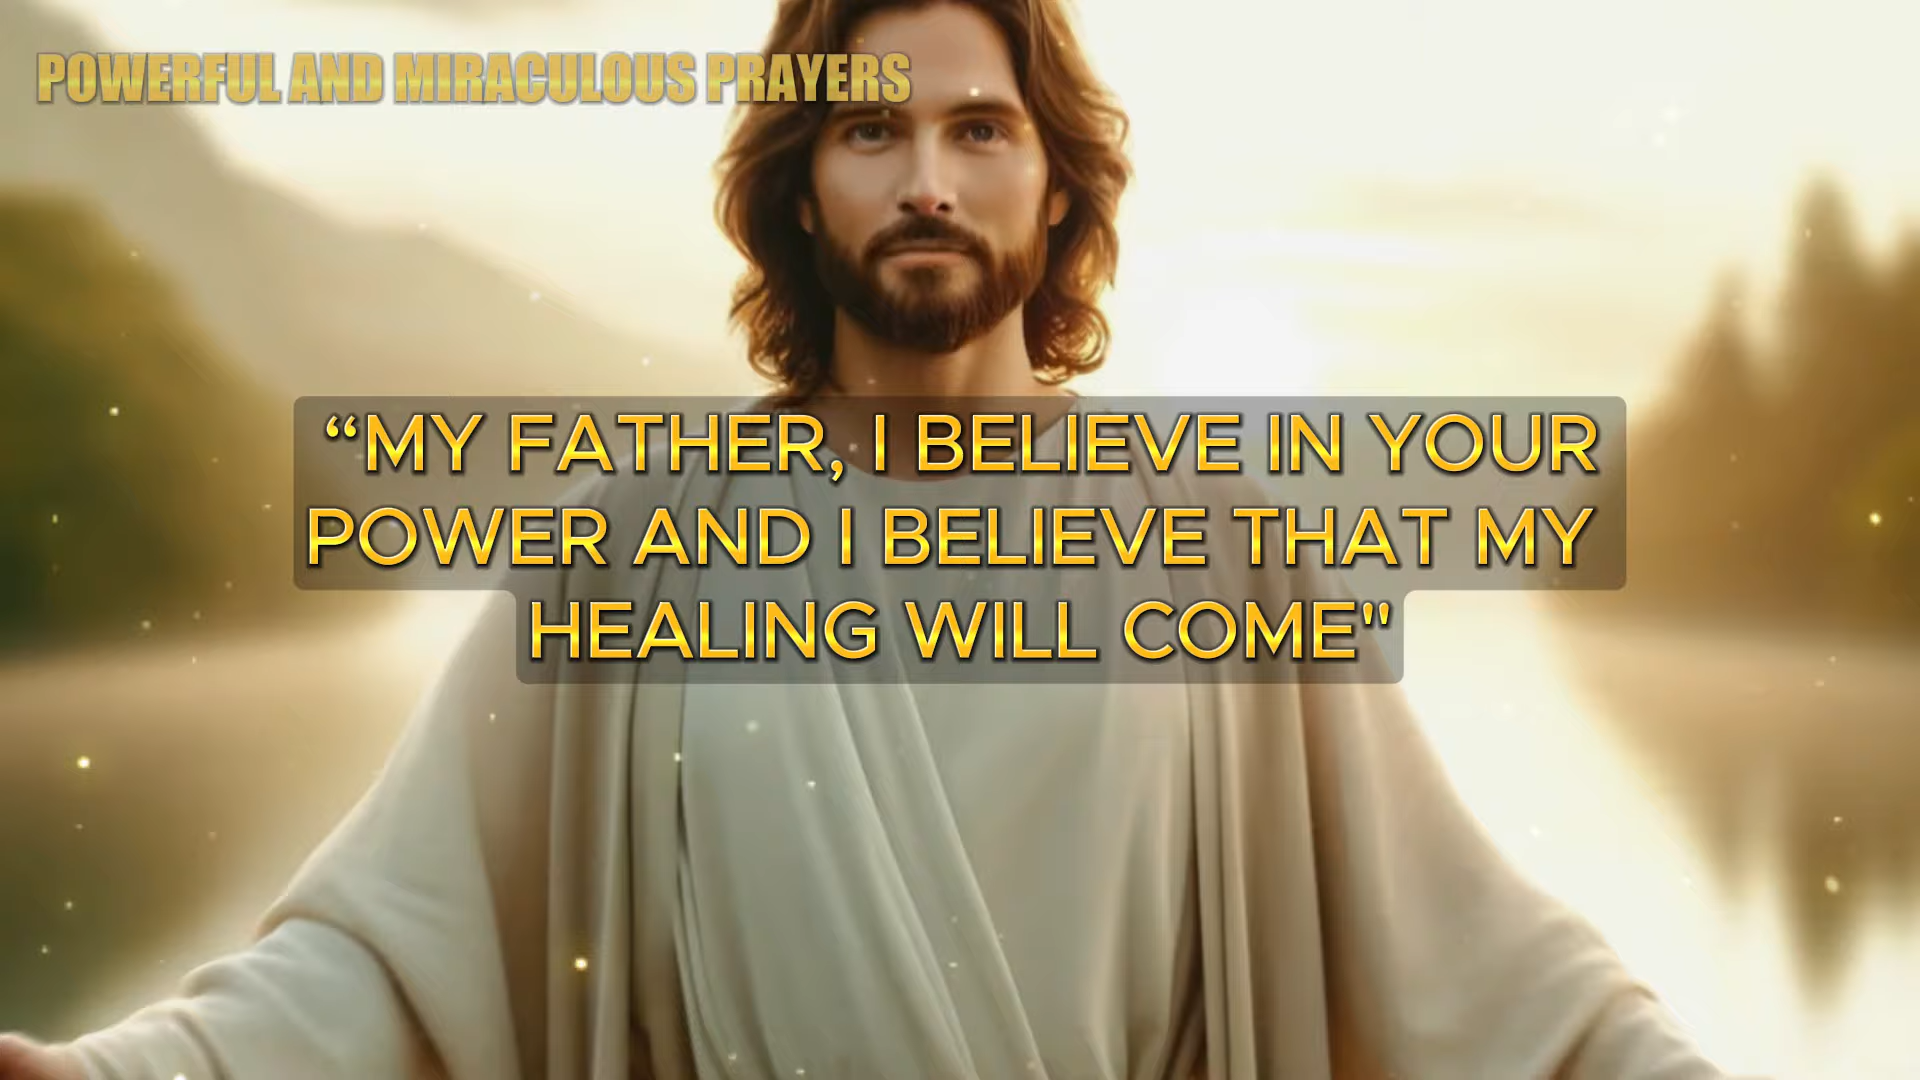 POWERFUL AND MIRACULOUS PRAYERS
“MY FATHER, I BELIEVE IN YOUR
POWER AND I BELIEVE THAT MY
HEALING WILL COME"